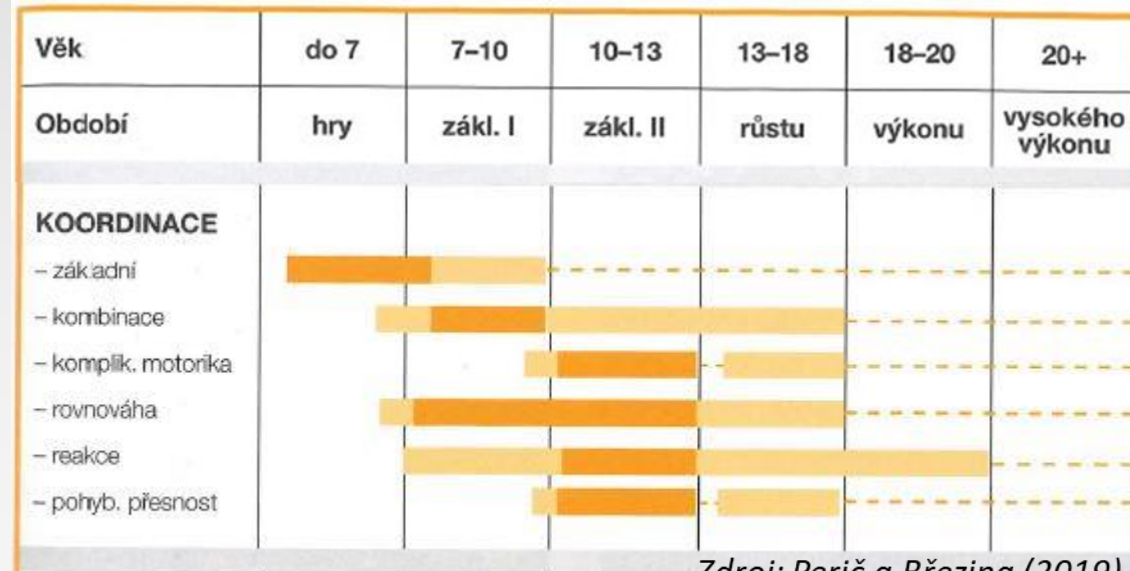 Věk do 7 7–10 10–13 13–18 18–20 20+
Období hry zákl. I zákl. II růstu výkonu vysokého výkonu
KOORDINACE
– základní
– kombinace
– komplik. motorika
– rovnováha
– reakce
– pohyb. přesnost
Zdroj: Perič a Březina (2019)